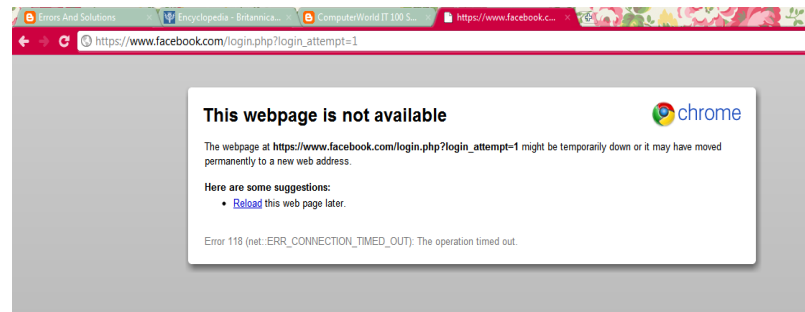 Errors And Solutions
Encyclopedia - Britannica...
ComputerWorld IT 100 S...
https://www.facebook.c...
https://www.facebook.com/login.php?login_attempt=1
This webpage is not available
chrome
The webpage at https://www.facebook.com/login.php?login_attempt=1 might be temporarily down or it may have moved
permanently to a new web address.
Here are some suggestions:
• Reload this web page later.
Error 118 (net::ERR_CONNECTION_TIMED_OUT): The operation timed out.